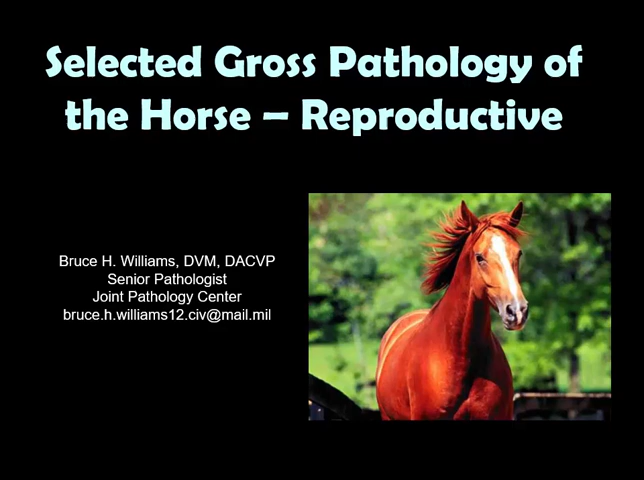 Selected Gross Pathology of
the Horse – Reproductive
Bruce H. Williams, DVM, DACVP
Senior Pathologist
Joint Pathology Center
bruce.h.williams12.civ@mail.mil